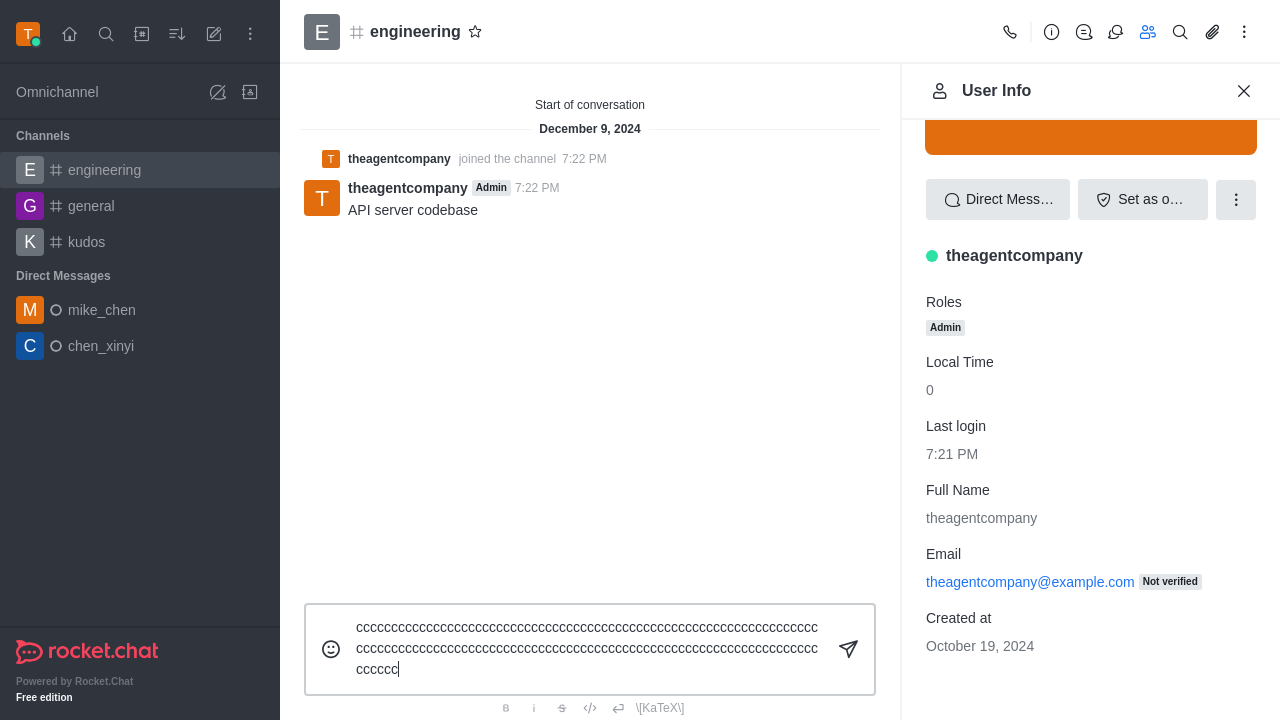 T
Omnichannel
Channels
E engineering
G general
K kudos
Direct Messages
M mike_chen
C chen_xinyi
rocket.chat
Powered by Rocket.Chat
Free edition
E engineering
Start of conversation
December 9, 2024
T theagentcompany joined the channel 7:22 PM
T theagentcompany Admin 7:22 PM
API server codebase
cccccccccccccccccccccccccccccccccccccccccccccccccccccccccccccccccc
cccccccccccccccccccccccccccccccccccccccccccccccccccccccccccccccccc
cccccc
B i S \[KaTeX\]
User Info
Direct Mess…
Set as o…
theagentcompany
Roles
Admin
Local Time
0
Last login
7:21 PM
Full Name
theagentcompany
Email
theagentcompany@example.com Not verified
Created at
October 19, 2024